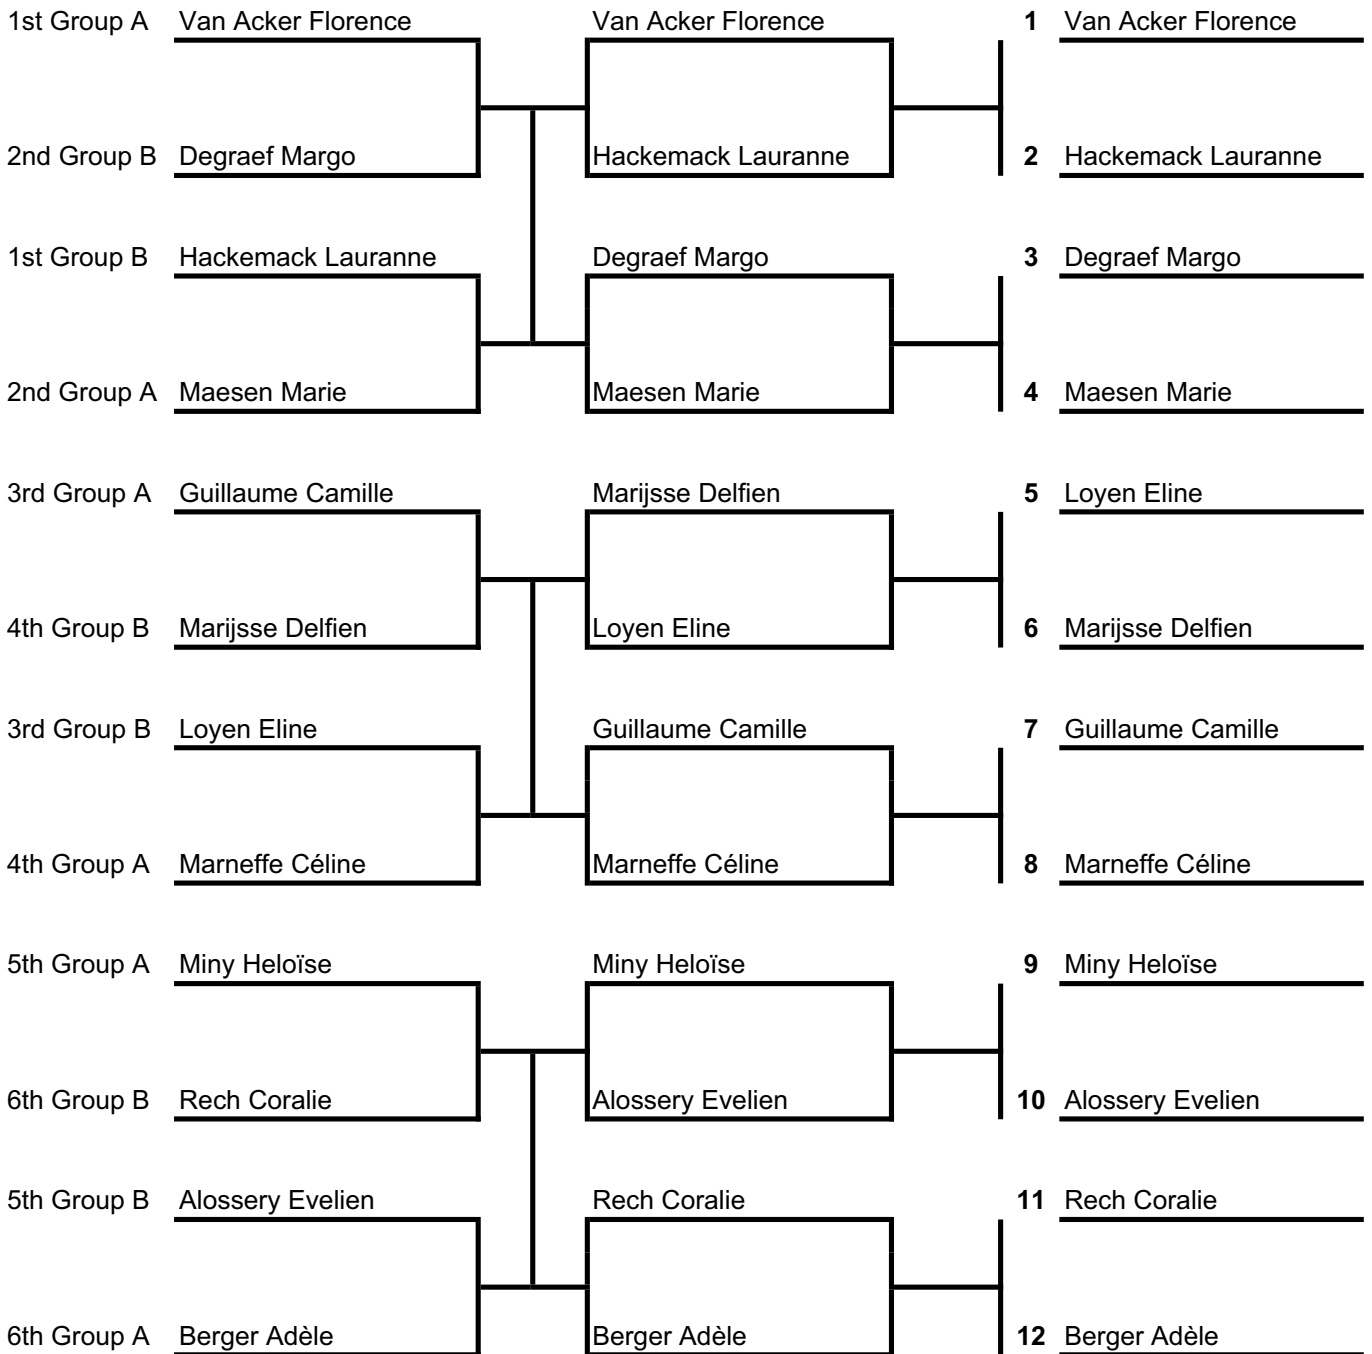 1st Group A Van Acker Florence Van Acker Florence 1 Van Acker Florence
2nd Group B Degraef Margo Hackemack Lauranne 2 Hackemack Lauranne
1st Group B Hackemack Lauranne Degraef Margo 3 Degraef Margo
2nd Group A Maesen Marie Maesen Marie 4 Maesen Marie
3rd Group A Guillaume Camille Marijsse Delfien 5 Loyen Eline
4th Group B Marijsse Delfien Loyen Eline 6 Marijsse Delfien
3rd Group B Loyen Eline Guillaume Camille 7 Guillaume Camille
4th Group A Marneffe Céline Marneffe Céline 8 Marneffe Céline
5th Group A Miny Heloïse Miny Heloïse 9 Miny Heloïse
6th Group B Rech Coralie Alossery Evelien 10 Alossery Evelien
5th Group B Alossery Evelien Rech Coralie 11 Rech Coralie
6th Group A Berger Adèle Berger Adèle 12 Berger Adèle